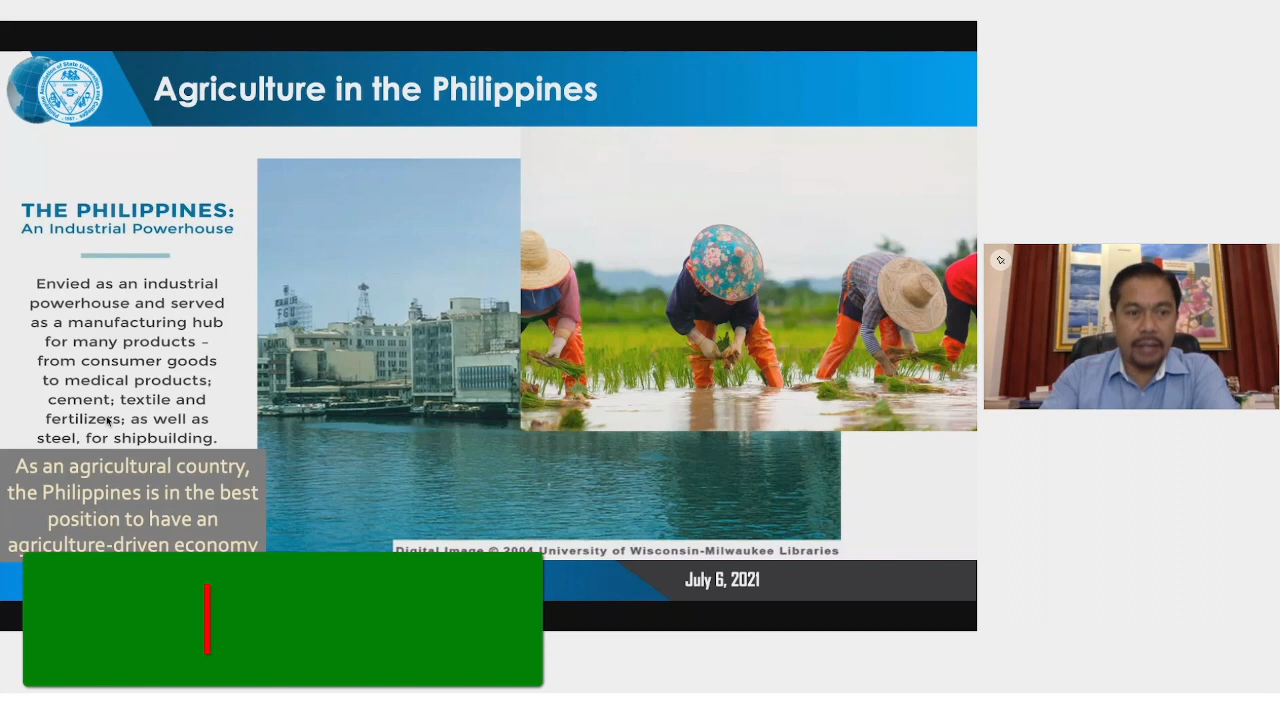 Agriculture in the Philippines
THE PHILIPPINES:
An Industrial Powerhouse
Envied as an industrial
powerhouse and served
as a manufacturing hub
for many products –
from consumer goods
to medical products;
cement; textile and
fertilizers; as well as
steel, for shipbuilding.
As an agricultural country,
the Philippines is in the best
position to have an
agriculture-driven economy
Digital Image © 2004 University of Wisconsin-Milwaukee Libraries
July 6, 2021